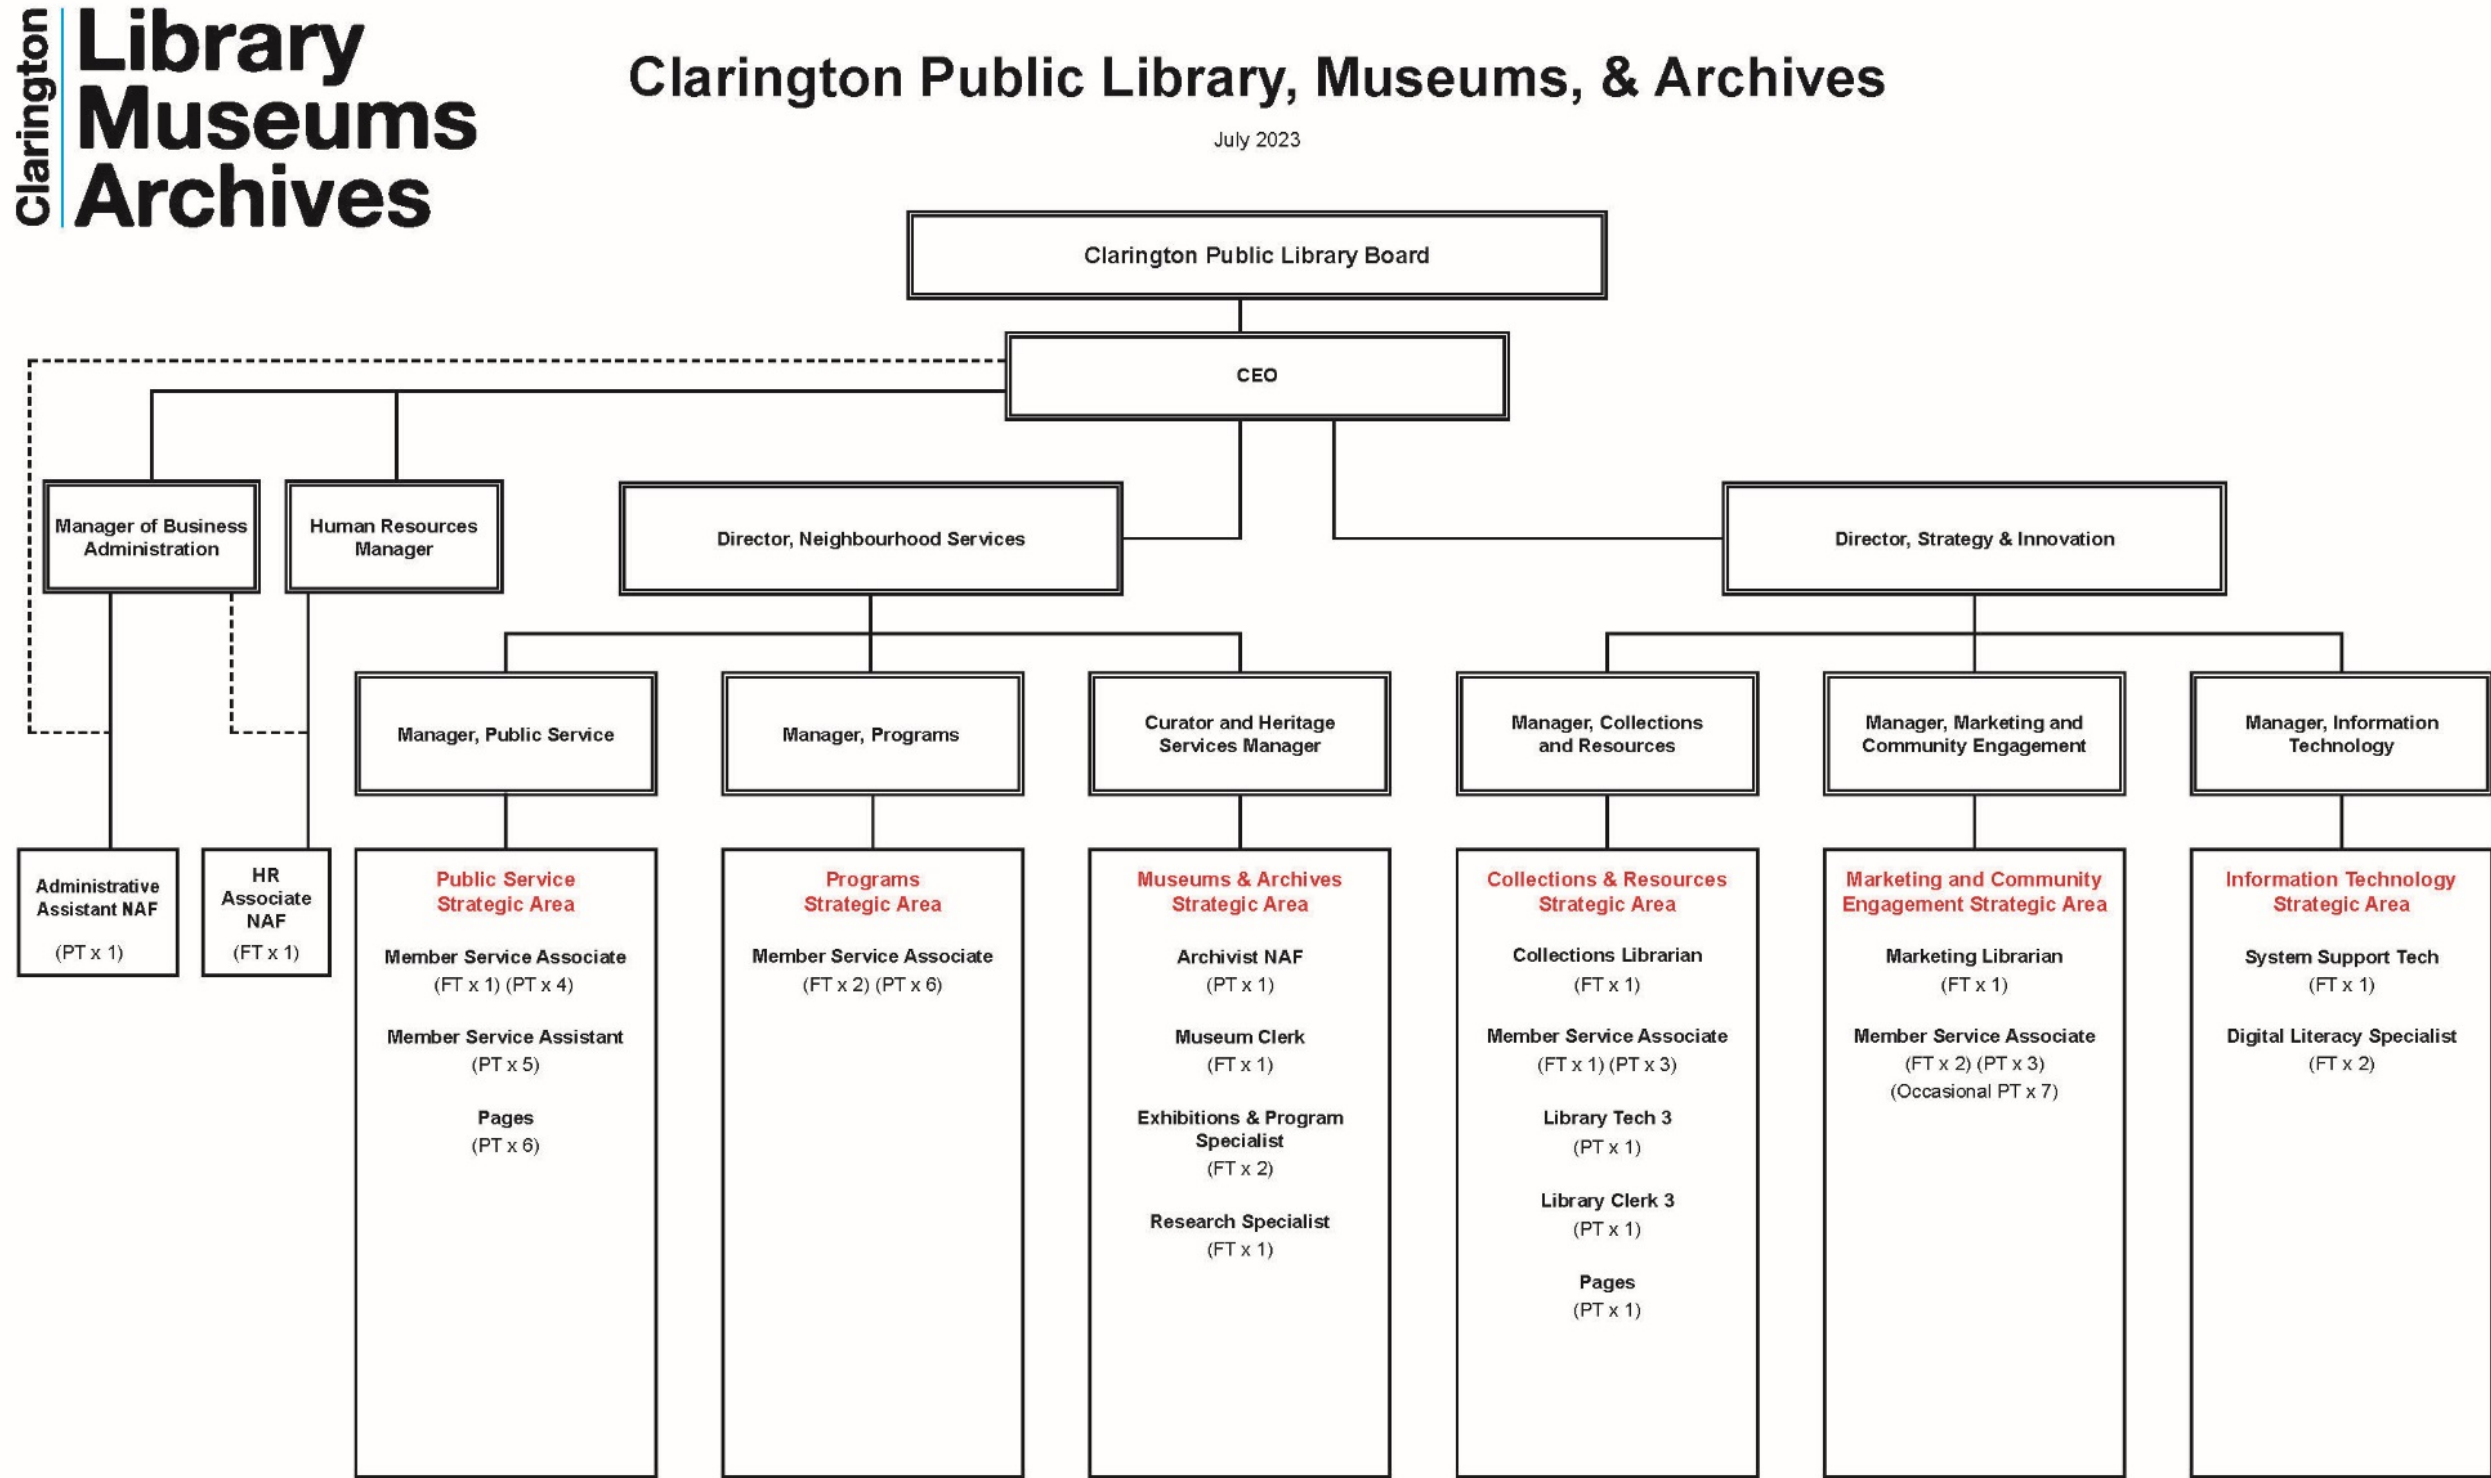 Clarington
Library
Museums
Archives
Clarington Public Library, Museums, & Archives
July 2023
Clarington Public Library Board
CEO
Manager of Business
Administration
Human Resources
Manager
Director, Neighbourhood Services
Director, Strategy & Innovation
Manager, Public Service
Manager, Programs
Curator and Heritage
Services Manager
Manager, Collections
and Resources
Manager, Marketing and
Community Engagement
Manager, Information
Technology
Administrative
Assistant NAF
(PT x 1)
HR
Associate
NAF
(FT x 1)
Public Service
Strategic Area
Member Service Associate
(FT x 1) (PT x 4)
Member Service Assistant
(PT x 5)
Pages
(PT x 6)
Programs
Strategic Area
Member Service Associate
(FT x 2) (PT x 6)
Museums & Archives
Strategic Area
Archivist NAF
(PT x 1)
Museum Clerk
(FT x 1)
Exhibitions & Program
Specialist
(FT x 2)
Research Specialist
(FT x 1)
Collections & Resources
Strategic Area
Collections Librarian
(FT x 1)
Member Service Associate
(FT x 1) (PT x 3)
Library Tech 3
(PT x 1)
Library Clerk 3
(PT x 1)
Pages
(PT x 1)
Marketing and Community
Engagement Strategic Area
Marketing Librarian
(FT x 1)
Member Service Associate
(FT x 2) (PT x 3)
(Occasional PT x 7)
Information Technology
Strategic Area
System Support Tech
(FT x 1)
Digital Literacy Specialist
(FT x 2)